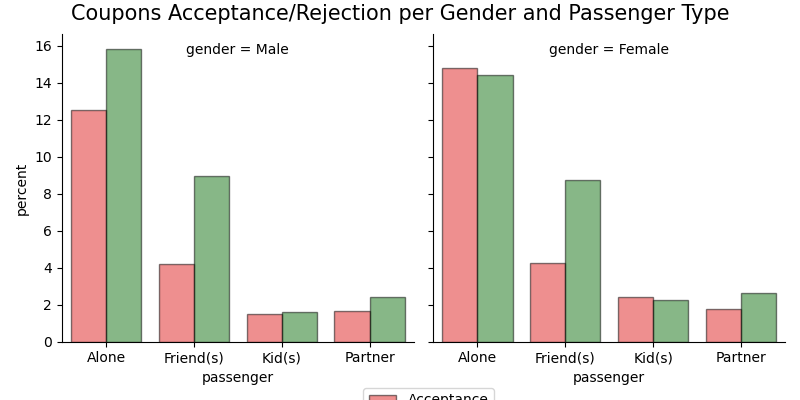 Coupons Acceptance/Rejection per Gender and Passenger Type
gender = Male
gender = Female
percent
16
14
12
10
8
6
4
2
0
Alone Friend(s) Kid(s) Partner
Alone Friend(s) Kid(s) Partner
passenger
passenger
Acceptance